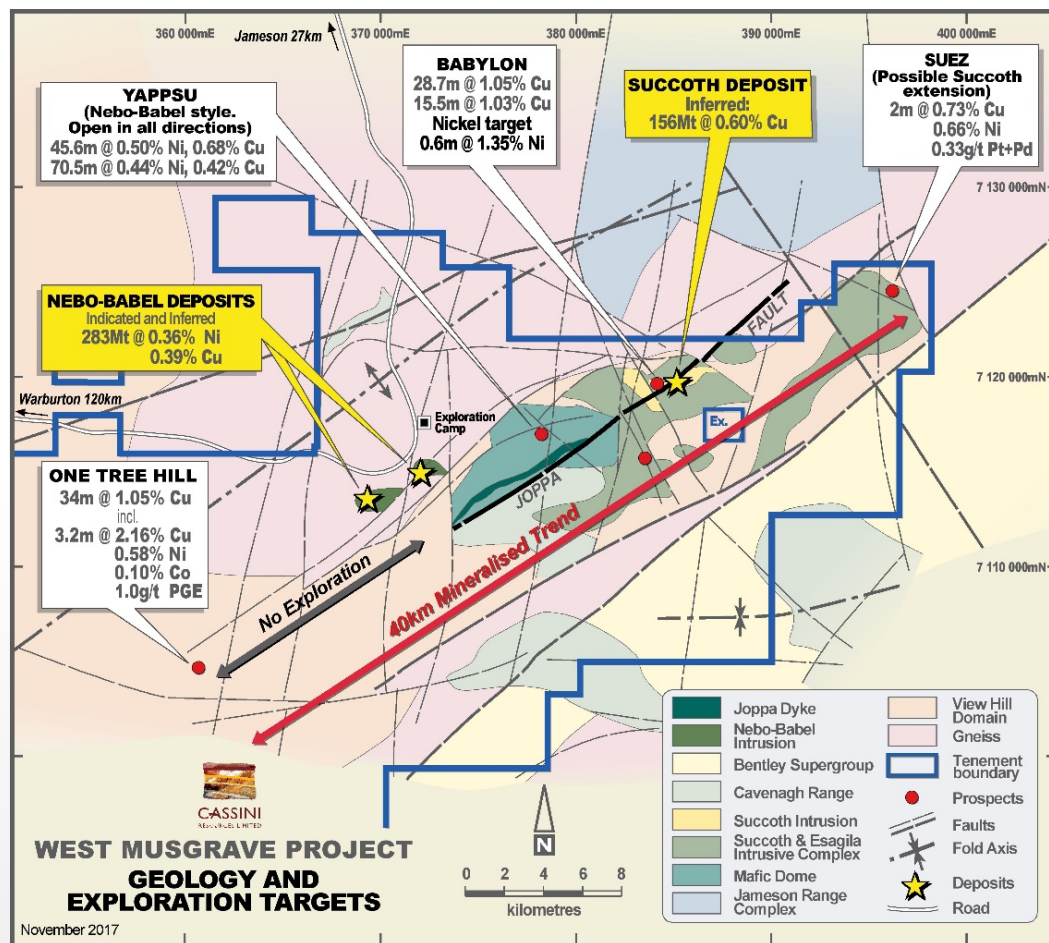 360 000mE
370 000mE
380 000mE
390 000mE
400 000mE
Jameson 27km
YAPPSU
(Nebo-Babel style.
Open in all directions)
45.6m @ 0.50% Ni, 0.68% Cu
70.5m @ 0.44% Ni, 0.42% Cu
BABYLON
28.7m @ 1.05% Cu
15.5m @ 1.03% Cu
Nickel target
0.6m @ 1.35% Ni
SUCCOTH DEPOSIT
Inferred:
156Mt @ 0.60% Cu
SUEZ
(Possible Succoth
extension)
2m @ 0.73% Cu
0.66% Ni
0.33g/t Pt+Pd
7 130 000mN
NEBO-BABEL DEPOSITS
Indicated and Inferred
283Mt @ 0.36% Ni
0.39% Cu
FAULT
7 120 000mN
Warburton 120km
Exploration
Camp
Ex.
ONE TREE HILL
34m @ 1.05% Cu
incl.
3.2m @ 2.16% Cu
0.58% Ni
0.10% Co
1.0g/t PGE
JOPPA
No Exploration
40km Mineralised Trend
7 110 000mN
Joppa Dyke
Nebo-Babel
Intrusion
Bentley Supergroup
Cavenagh Range
Succoth Intrusion
Succoth & Esagila
Intrusive Complex
Mafic Dome
Jameson Range
Complex
View Hill
Domain
Gneiss
Tenement
boundary
Prospects
Faults
Fold Axis
Deposits
Road
CASSINI
RESOURCES LIMITED
WEST MUSGRAVE PROJECT
GEOLOGY AND
EXPLORATION TARGETS
N
0 2 4 6 8
kilometres
November 2017